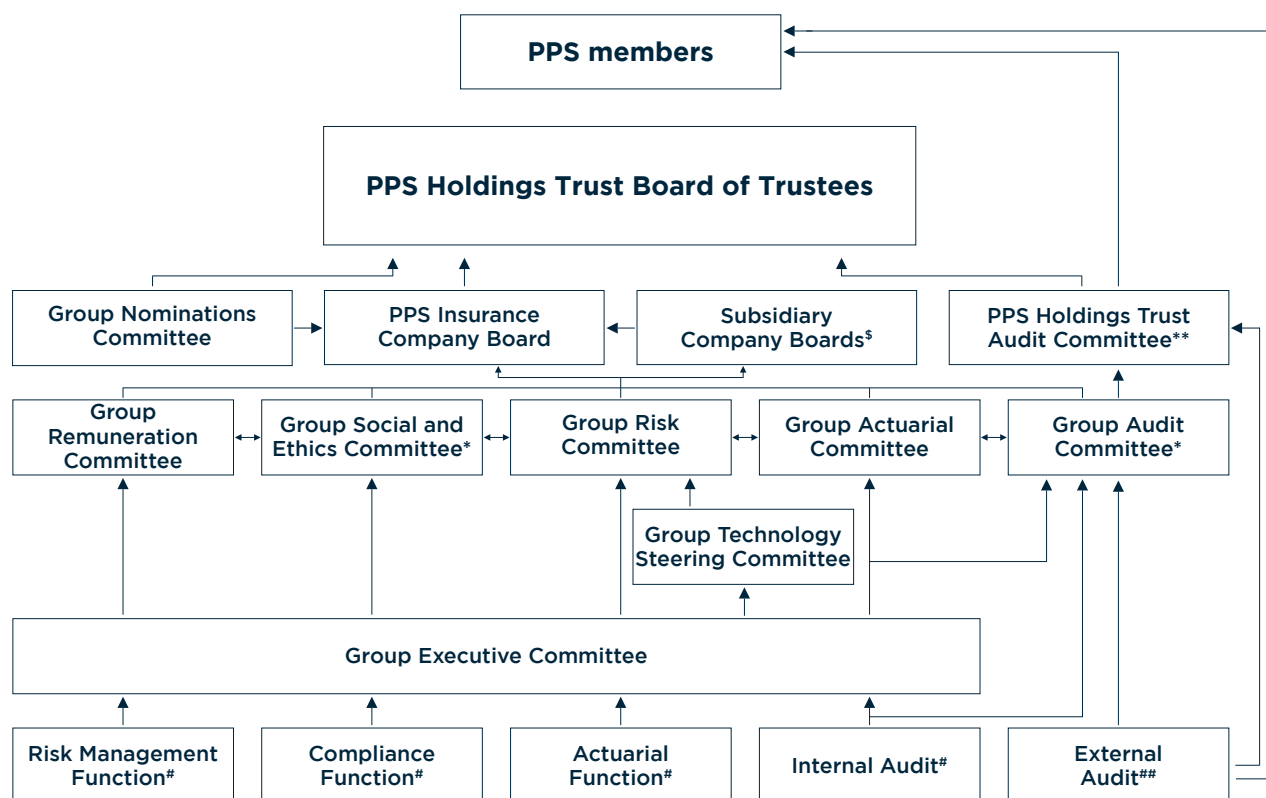 PPS members
PPS Holdings Trust Board of Trustees
Group Nominations
Committee
PPS Insurance
Company Board
Subsidiary
Company Boards$
PPS Holdings Trust
Audit Committee**
Group
Remuneration
Committee
Group Social and
Ethics Committee*
Group Risk
Committee
Group Actuarial
Committee
Group Audit
Committee*
Group Technology
Steering Committee
Group Executive Committee
Risk Management
Function#
Compliance
Function#
Actuarial
Function#
Internal Audit#
External
Audit##